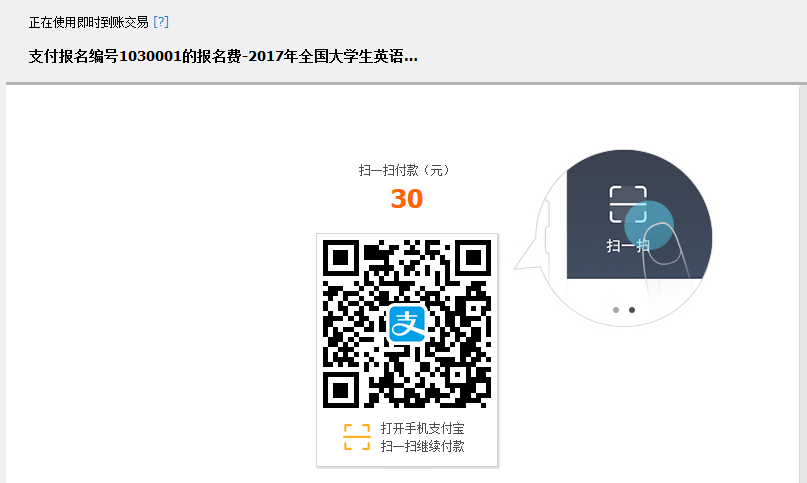 正在使用即时到账交易 [?]
支付报名编号1030001的报名费-2017年全国大学生英语...
扫一扫付款（元）
30
扫一扫
支
打开手机支付宝
扫一扫继续付款